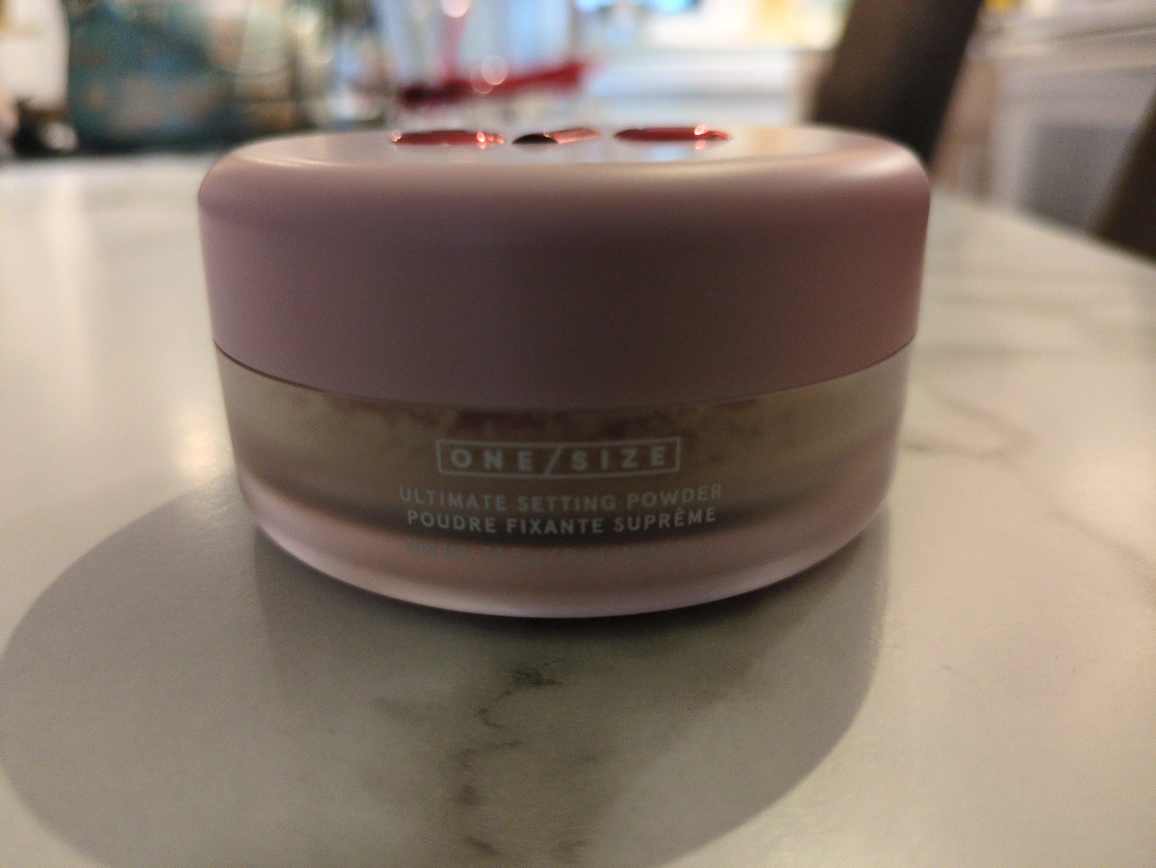 ONE/SIZE
ULTIMATE SETTING POWDER
POUDRE FIXANTE SUPRÊME